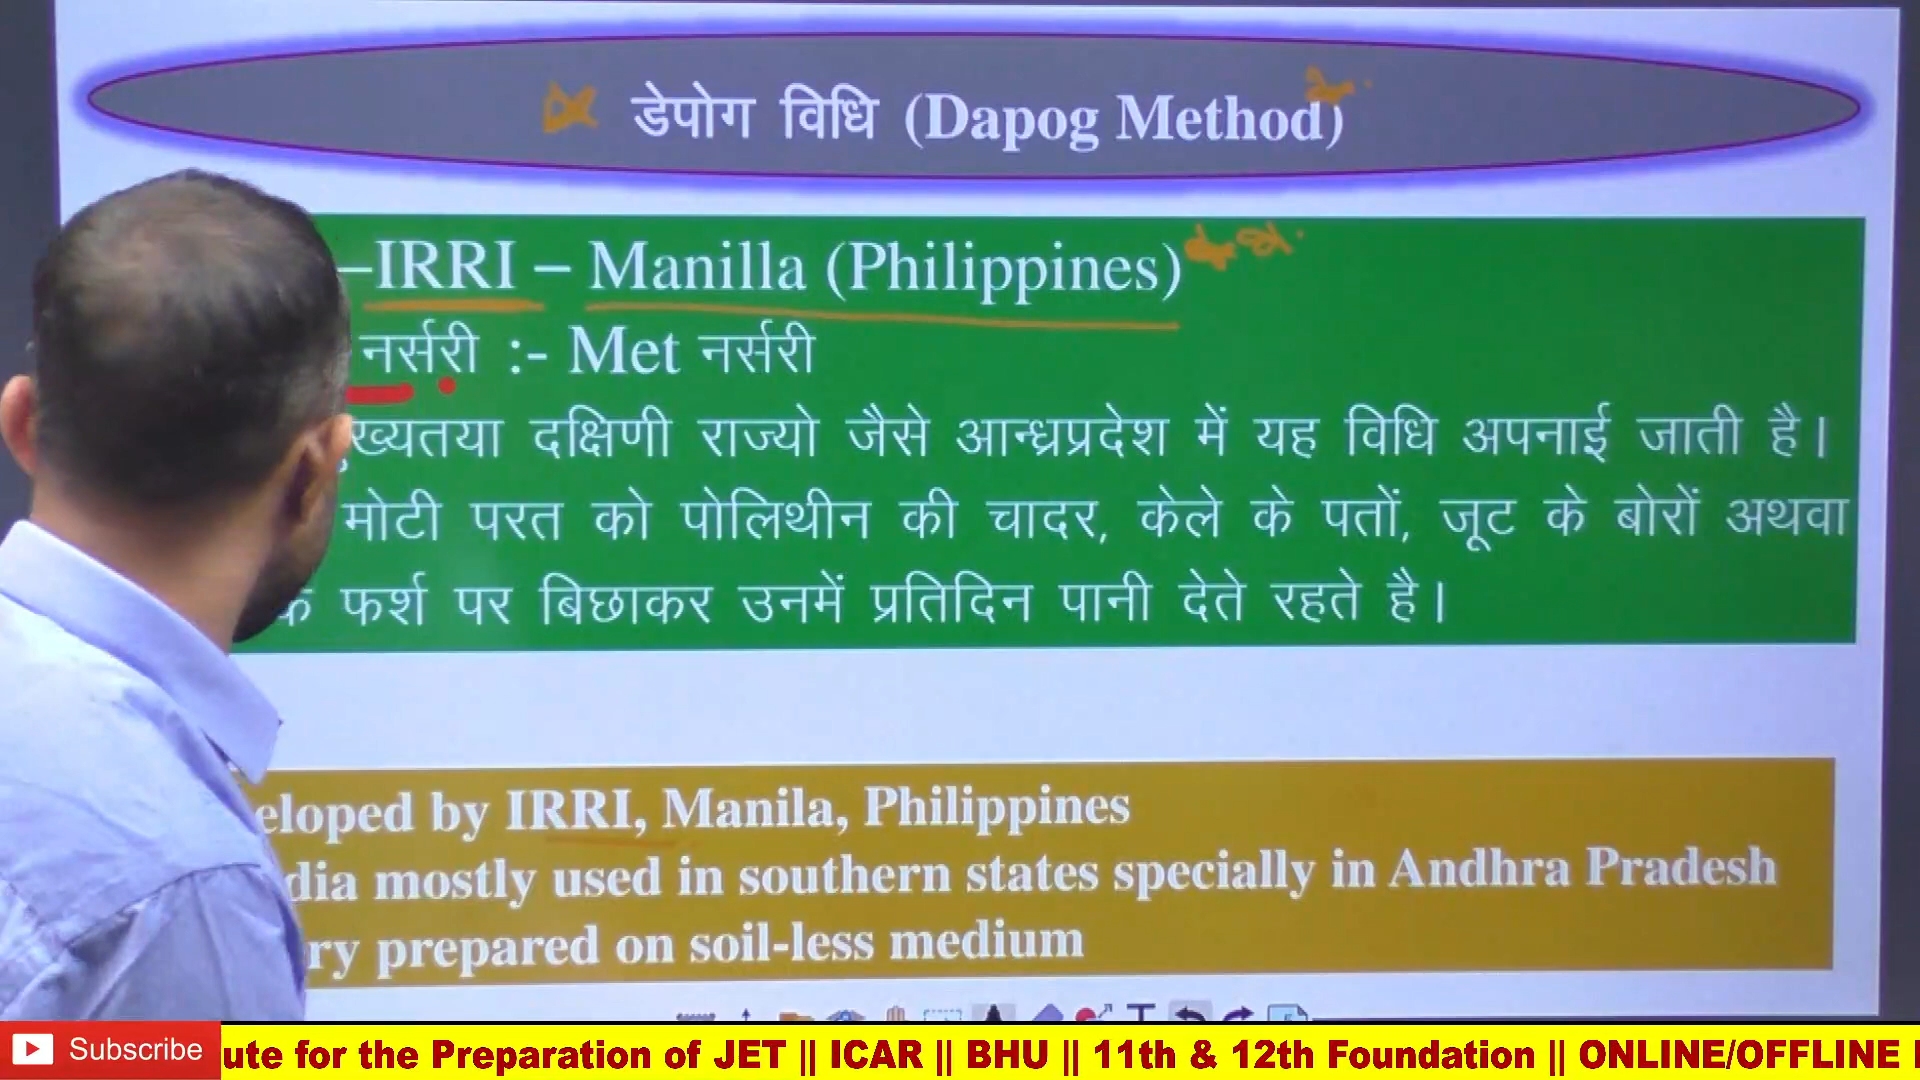 डेपोग विधि (Dapog Method)
–IRRI – Manilla (Philippines)
नर्सरी :- Met नर्सरी
दक्षिणी राज्यो जैसे आन्ध्रप्रदेश में यह विधि अपनाई जाती है।
मोटी परत को पोलिथीन की चादर, केले के पतों, जूट के बोरों अथवा
फर्श पर बिछाकर उनमें प्रतिदिन पानी देते रहते है।
eloped by IRRI, Manila, Philippines
dia mostly used in southern states specially in Andhra Pradesh
ry prepared on soil-less medium
Subscribe
ute for the Preparation of JET || ICAR || BHU || 11th & 12th Foundation || ONLINE/OFFLINE